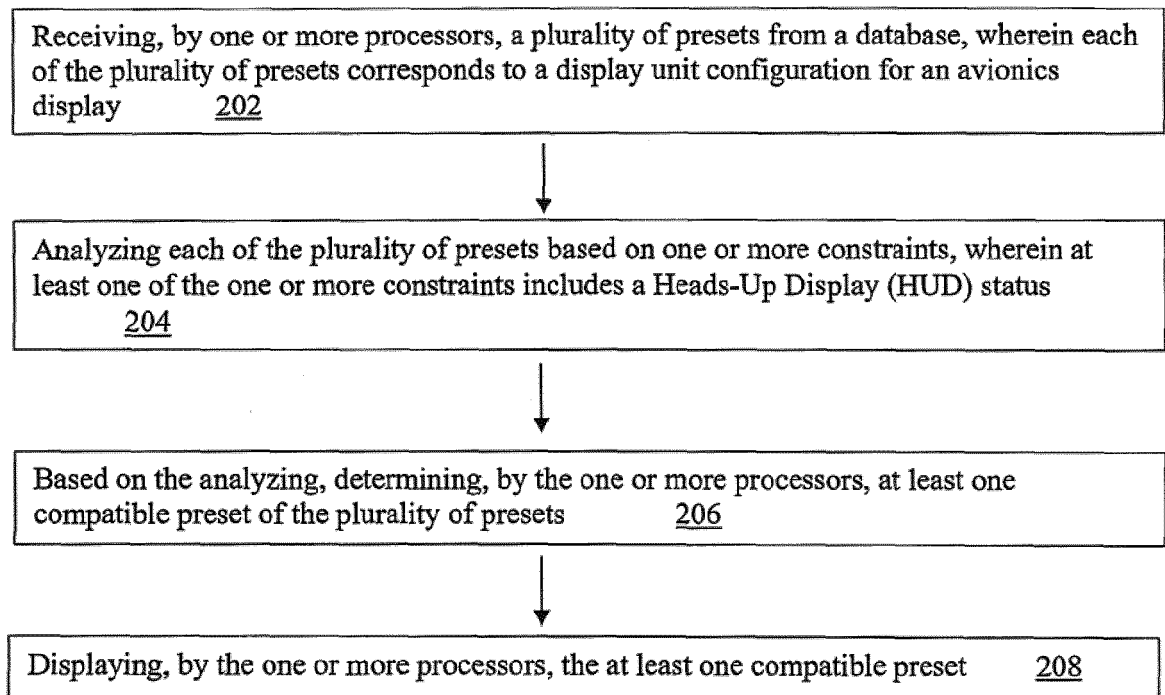 Receiving, by one or more processors, a plurality of presets from a database, wherein each
of the plurality of presets corresponds to a display unit configuration for an avionics
display 202
Analyzing each of the plurality of presets based on one or more constraints, wherein at
least one of the one or more constraints includes a Heads-Up Display (HUD) status
204
Based on the analyzing, determining, by the one or more processors, at least one
compatible preset of the plurality of presets 206
Displaying, by the one or more processors, the at least one compatible preset 208